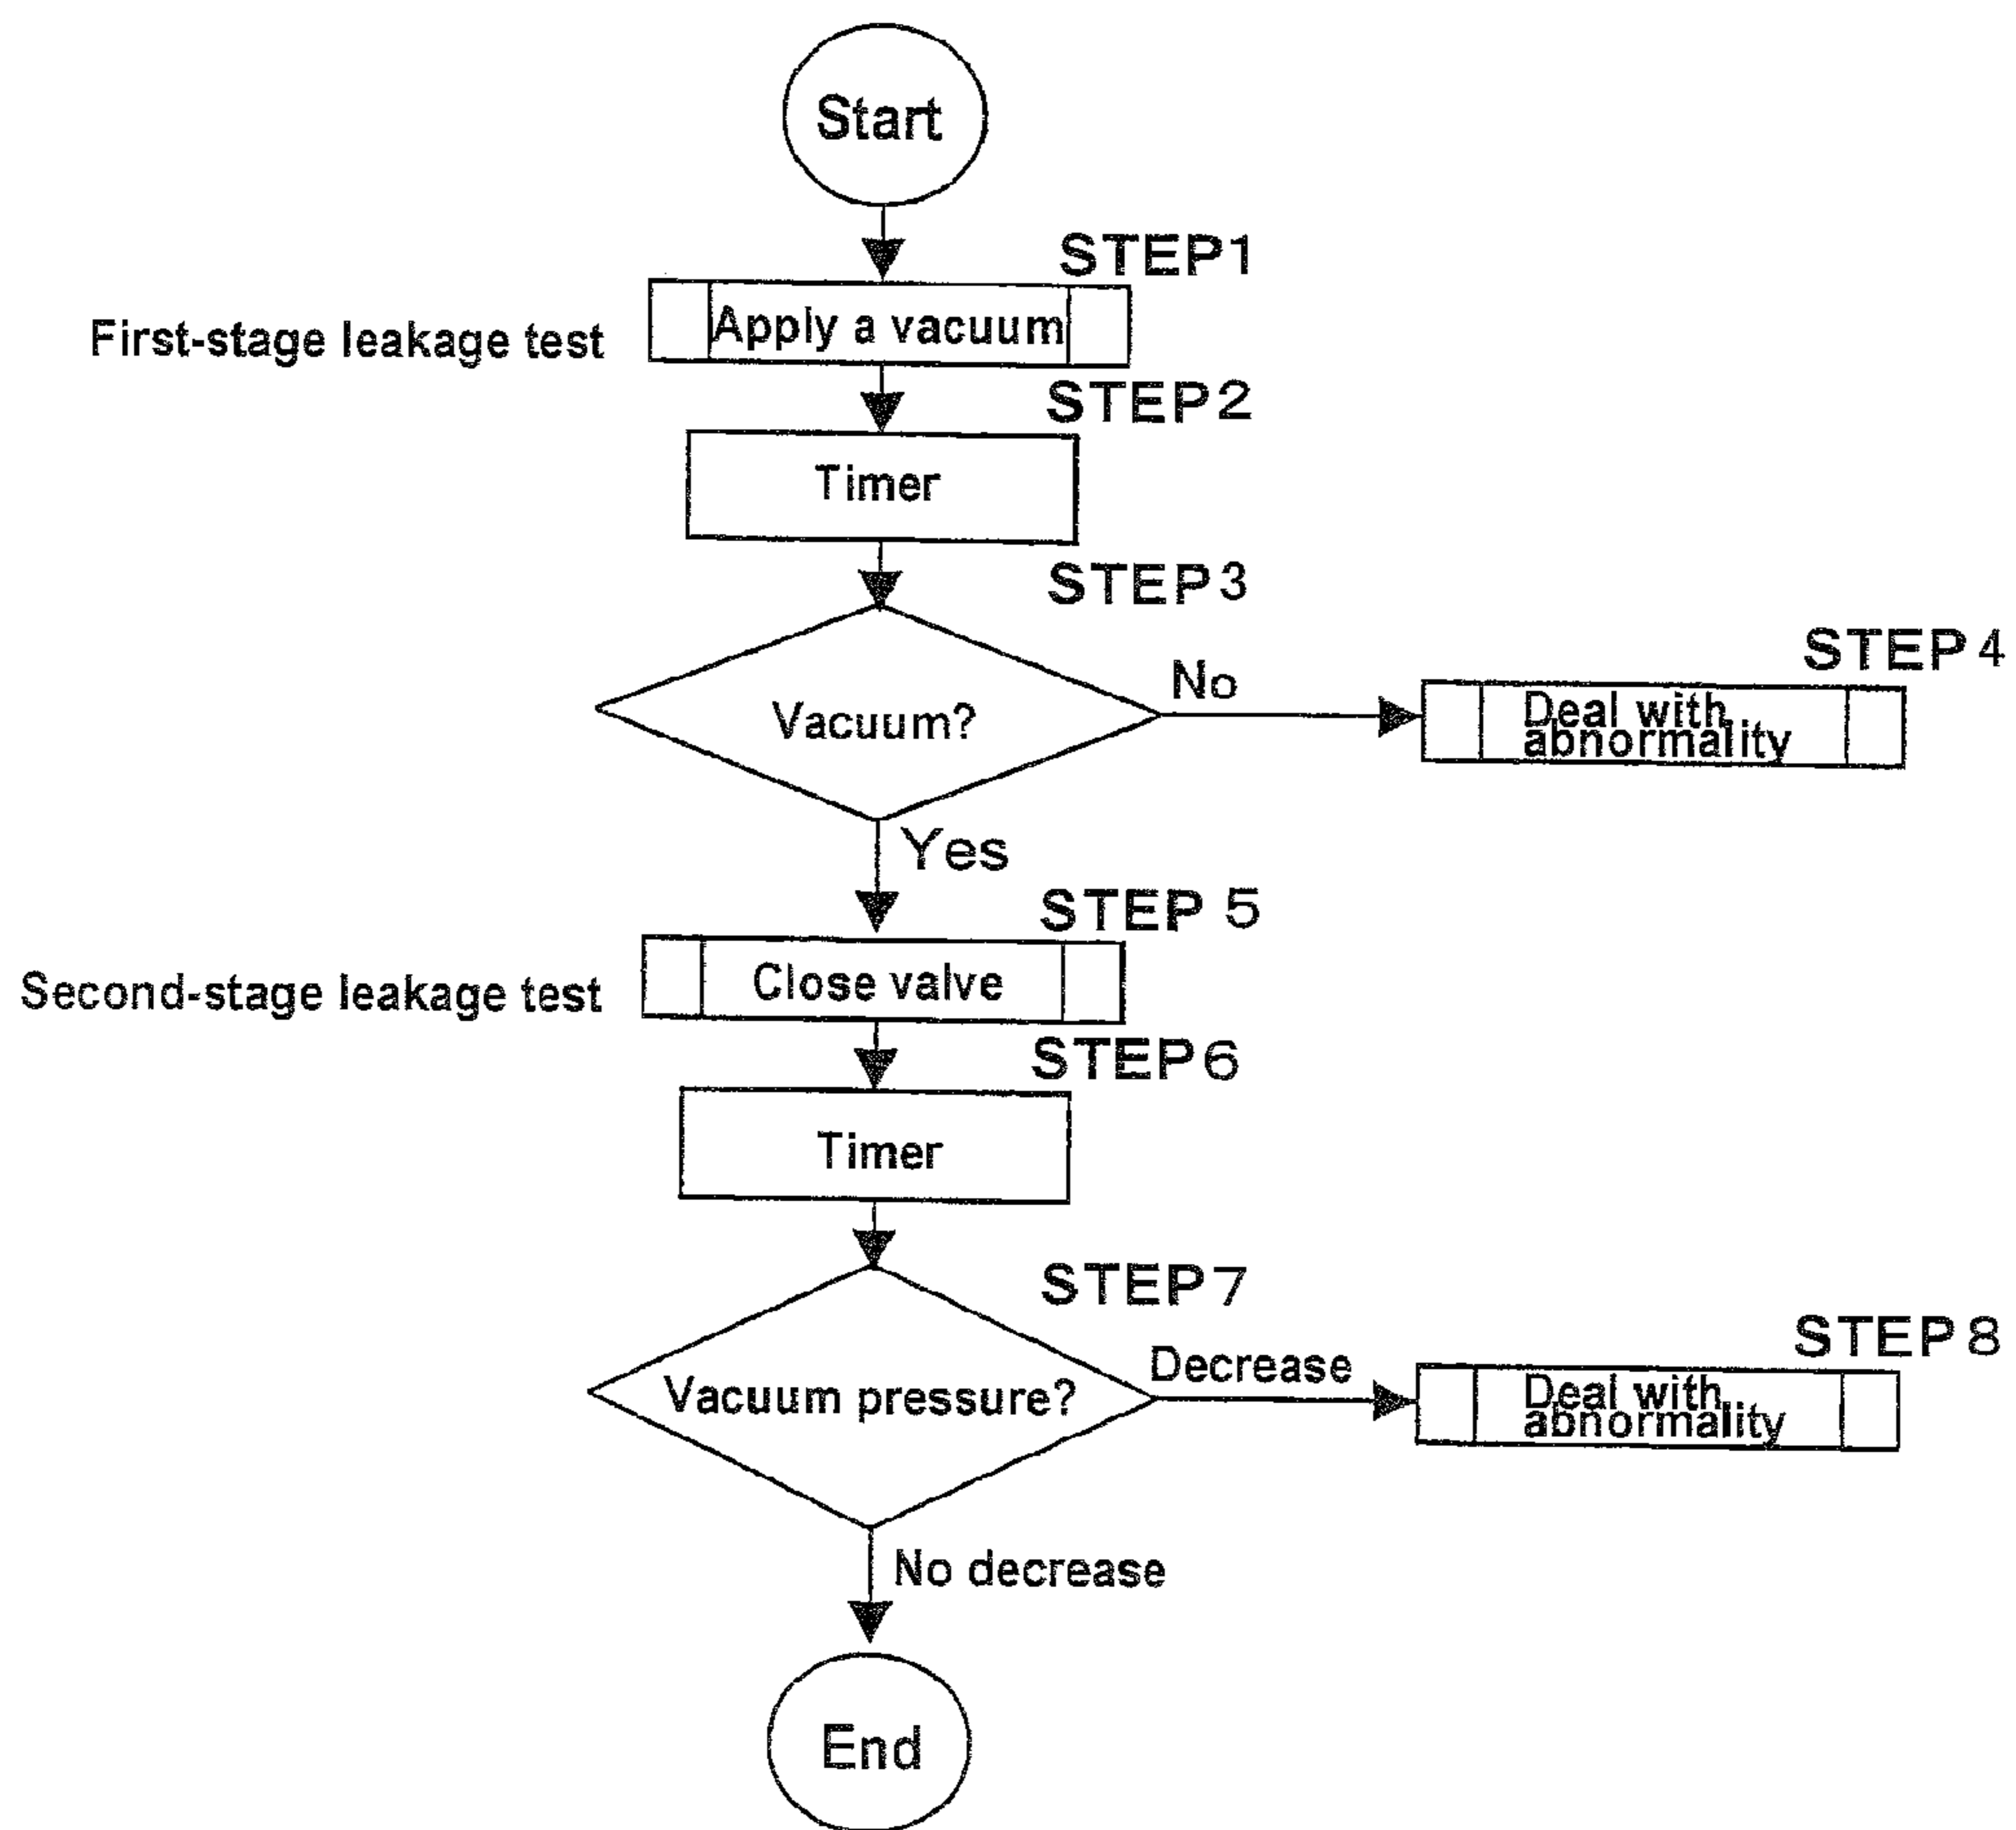 Start
STEP1
First-stage leakage test
Apply a vacuum
STEP2
Timer
STEP3
Vacuum?
No
STEP4
Deal with
abnormality
Yes
STEP 5
Second-stage leakage test
Close valve
STEP6
Timer
STEP7
Vacuum pressure?
Decrease
STEP8
Deal with
abnormality
No decrease
End